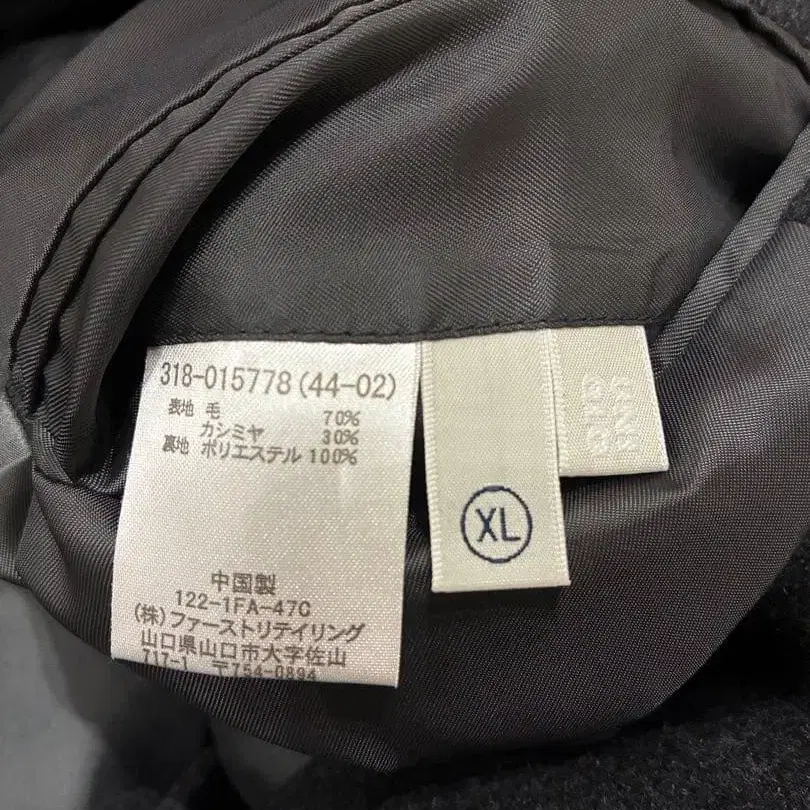 318-015778(44-02)
表地 毛 70%
カシミヤ 30%
裏地 ポリエステル 100%
中国製
122-1FA-47C
(株)ファーストリテイリング
山口県山口市大字佐山
717-1 〒754-0894
XL